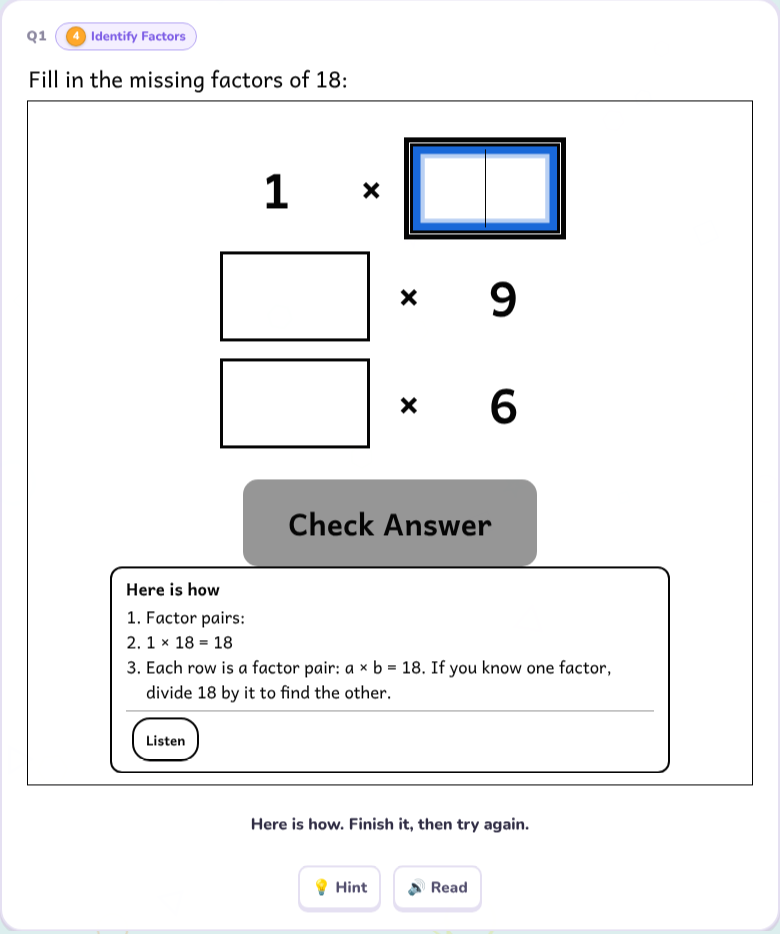 Q1 4 Identify Factors
Fill in the missing factors of 18:
1 ×
× 9
× 6
Check Answer
Here is how
1. Factor pairs:
2. 1 × 18 = 18
3. Each row is a factor pair: a × b = 18. If you know one factor,
divide 18 by it to find the other.
Listen
Here is how. Finish it, then try again.
💡 Hint 🔊 Read